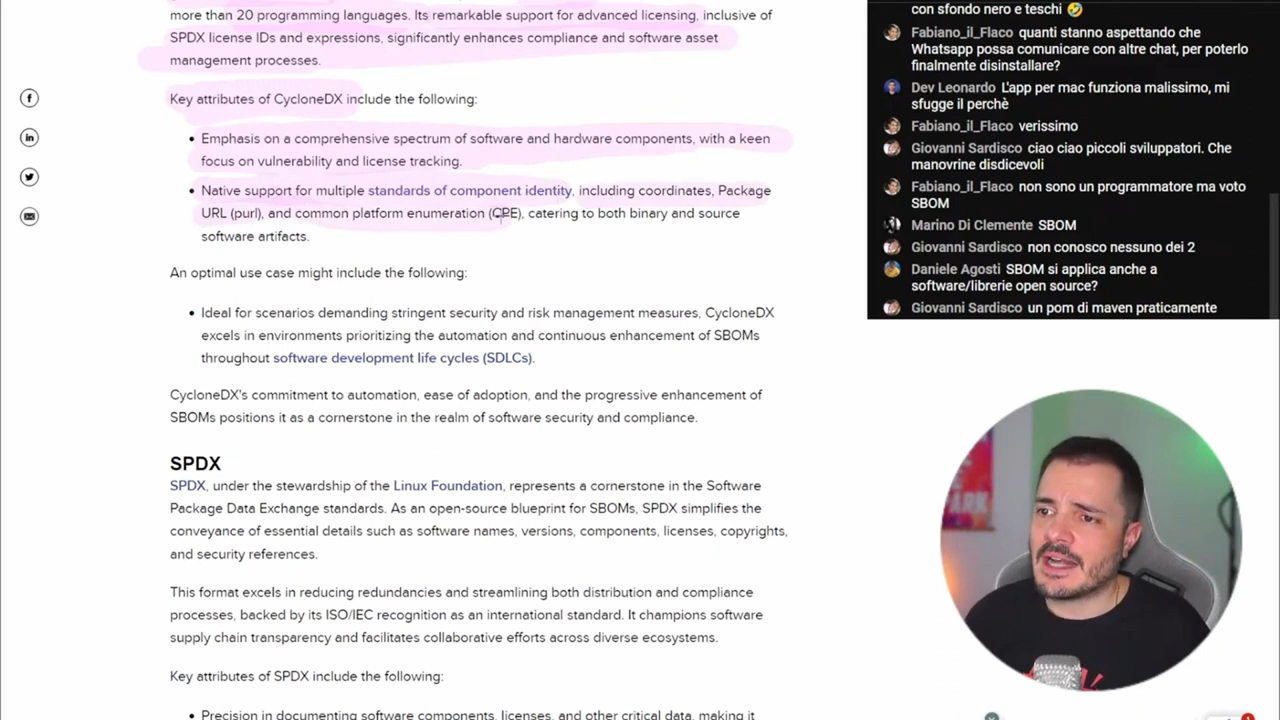 more than 20 programming languages. Its remarkable support for advanced licensing, inclusive of
SPDX license IDs and expressions, significantly enhances compliance and software asset
management processes.
Key attributes of CycloneDX include the following:
• Emphasis on a comprehensive spectrum of software and hardware components, with a keen
focus on vulnerability and license tracking.
• Native support for multiple standards of component identity, including coordinates, Package
URL (purl), and common platform enumeration (CPE), catering to both binary and source
software artifacts.
An optimal use case might include the following:
• Ideal for scenarios demanding stringent security and risk management measures, CycloneDX
excels in environments prioritizing the automation and continuous enhancement of SBOMs
throughout software development life cycles (SDLCs).
CycloneDX's commitment to automation, ease of adoption, and the progressive enhancement of
SBOMs positions it as a cornerstone in the realm of software security and compliance.
SPDX
SPDX, under the stewardship of the Linux Foundation, represents a cornerstone in the Software
Package Data Exchange standards. As an open-source blueprint for SBOMs, SPDX simplifies the
conveyance of essential details such as software names, versions, components, licenses, copyrights,
and security references.
This format excels in reducing redundancies and streamlining both distribution and compliance
processes, backed by its ISO/IEC recognition as an international standard. It champions software
supply chain transparency and facilitates collaborative efforts across diverse ecosystems.
Key attributes of SPDX include the following:
• Precision in documenting software components, licenses, and other critical data, making it
con sfondo nero e teschi 🤣
Fabiano_il_Flaco quanti stanno aspettando che
Whatsapp possa comunicare con altre chat, per poterlo
finalmente disinstallare?
Dev Leonardo L'app per mac funziona malissimo, mi
sfugge il perchè
Fabiano_il_Flaco verissimo
Giovanni Sardisco ciao ciao piccoli sviluppatori. Che
manovrine disdicevoli
Fabiano_il_Flaco non sono un programmatore ma voto
SBOM
Marino Di Clemente SBOM
Giovanni Sardisco non conosco nessuno dei 2
Daniele Agosti SBOM si applica anche a
software/librerie open source?
Giovanni Sardisco un pom di maven praticamente